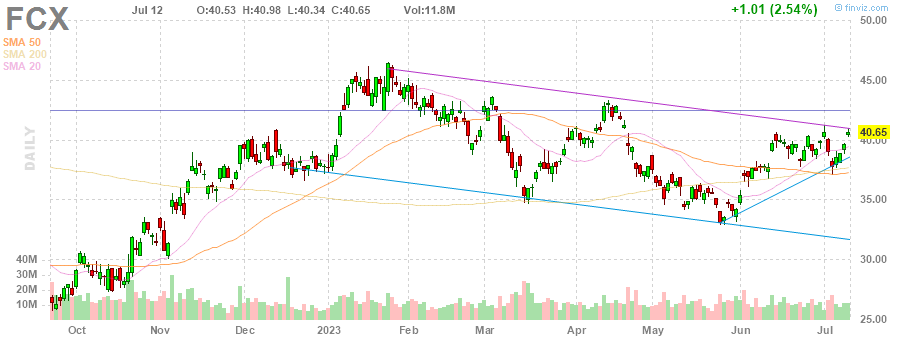 FCX Jul 12 O:40.53 H:40.98 L:40.34 C:40.65 Vol:11.8M +1.01 (2.54%) © finviz.com
SMA 50
SMA 200
SMA 20
DAILY
50.00
45.00
40.65
40.00
35.00
30.00
25.00
40M
30M
20M
10M
Oct Nov Dec 2023 Feb Mar Apr May Jun Jul